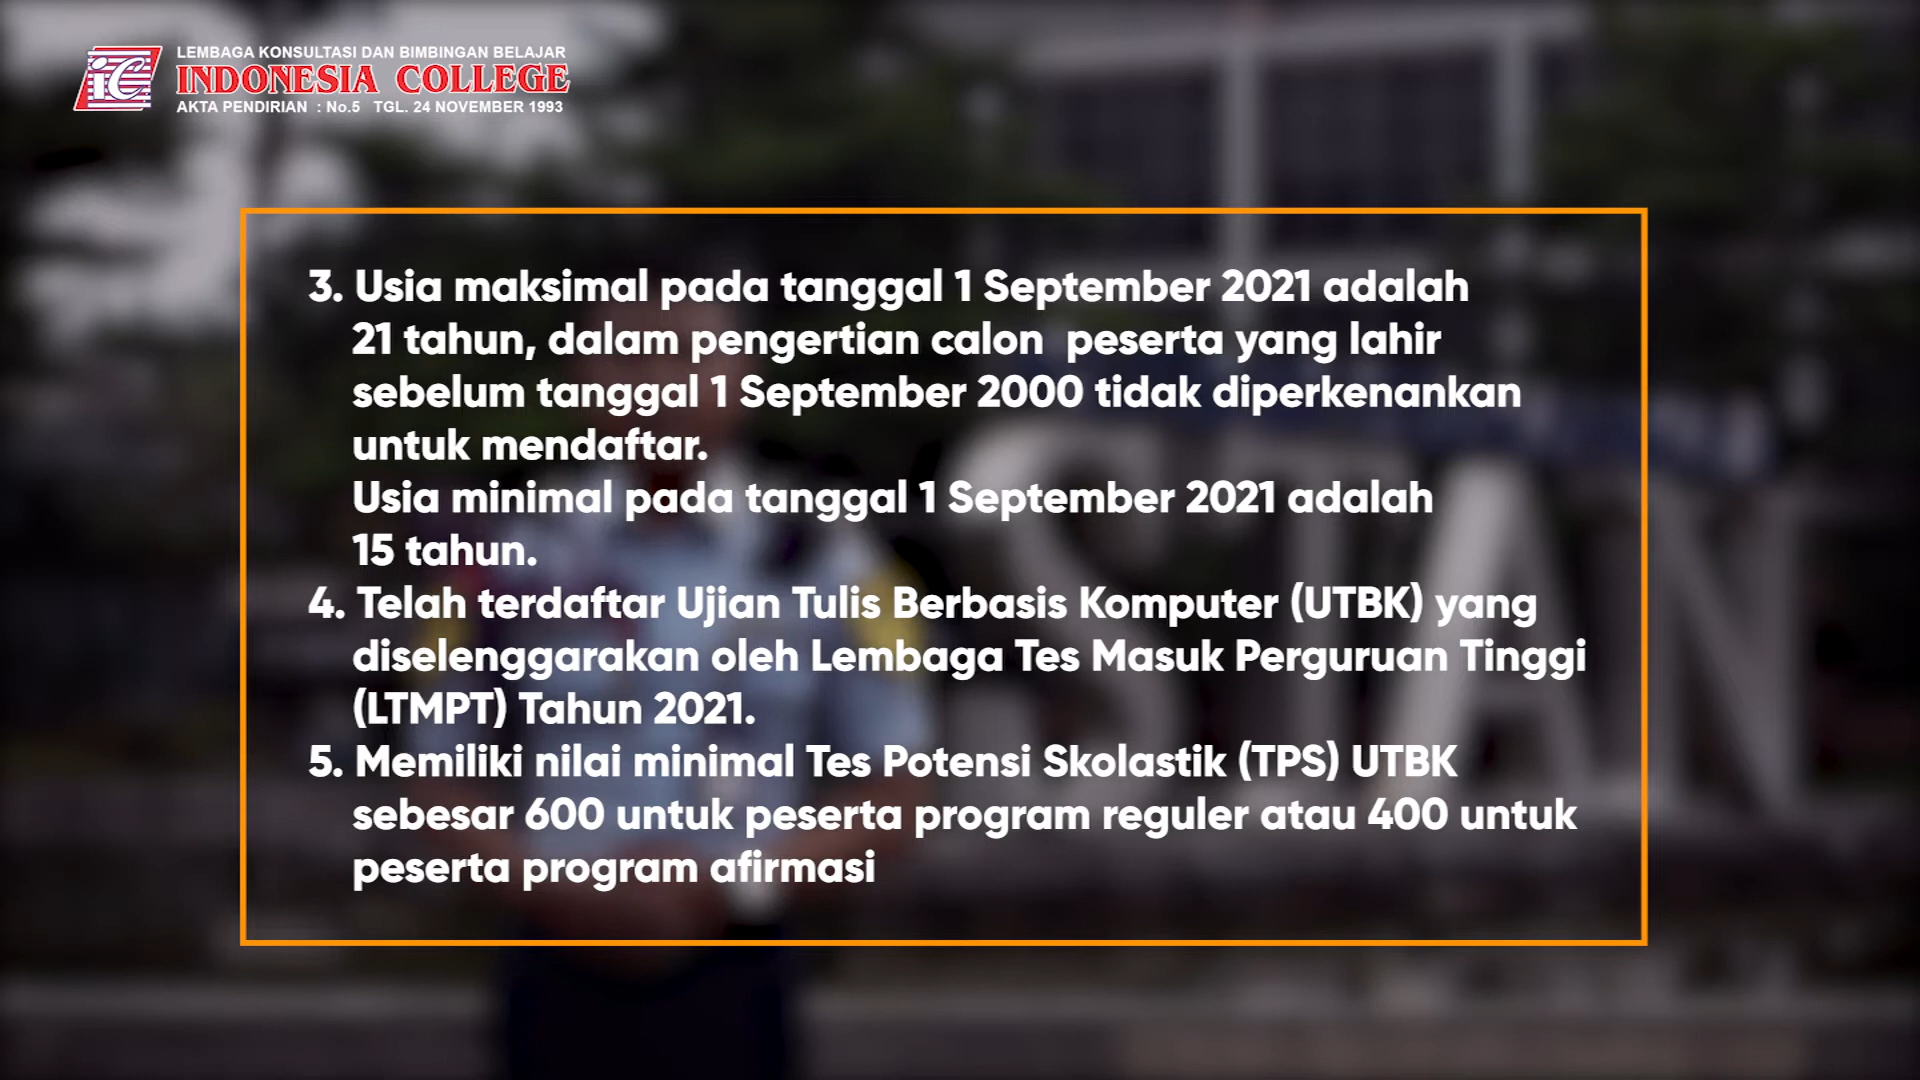 LEMBAGA KONSULTASI DAN BIMBINGAN BELAJAR
iC INDONESIA COLLEGE
AKTA PENDIRIAN : No.5 TGL. 24 NOVEMBER 1993
3. Usia maksimal pada tanggal 1 September 2021 adalah
21 tahun, dalam pengertian calon peserta yang lahir
sebelum tanggal 1 September 2000 tidak diperkenankan
untuk mendaftar.
Usia minimal pada tanggal 1 September 2021 adalah
15 tahun.
4. Telah terdaftar Ujian Tulis Berbasis Komputer (UTBK) yang
diselenggarakan oleh Lembaga Tes Masuk Perguruan Tinggi
(LTMPT) Tahun 2021.
5. Memiliki nilai minimal Tes Potensi Skolastik (TPS) UTBK
sebesar 600 untuk peserta program reguler atau 400 untuk
peserta program afirmasi
STAN